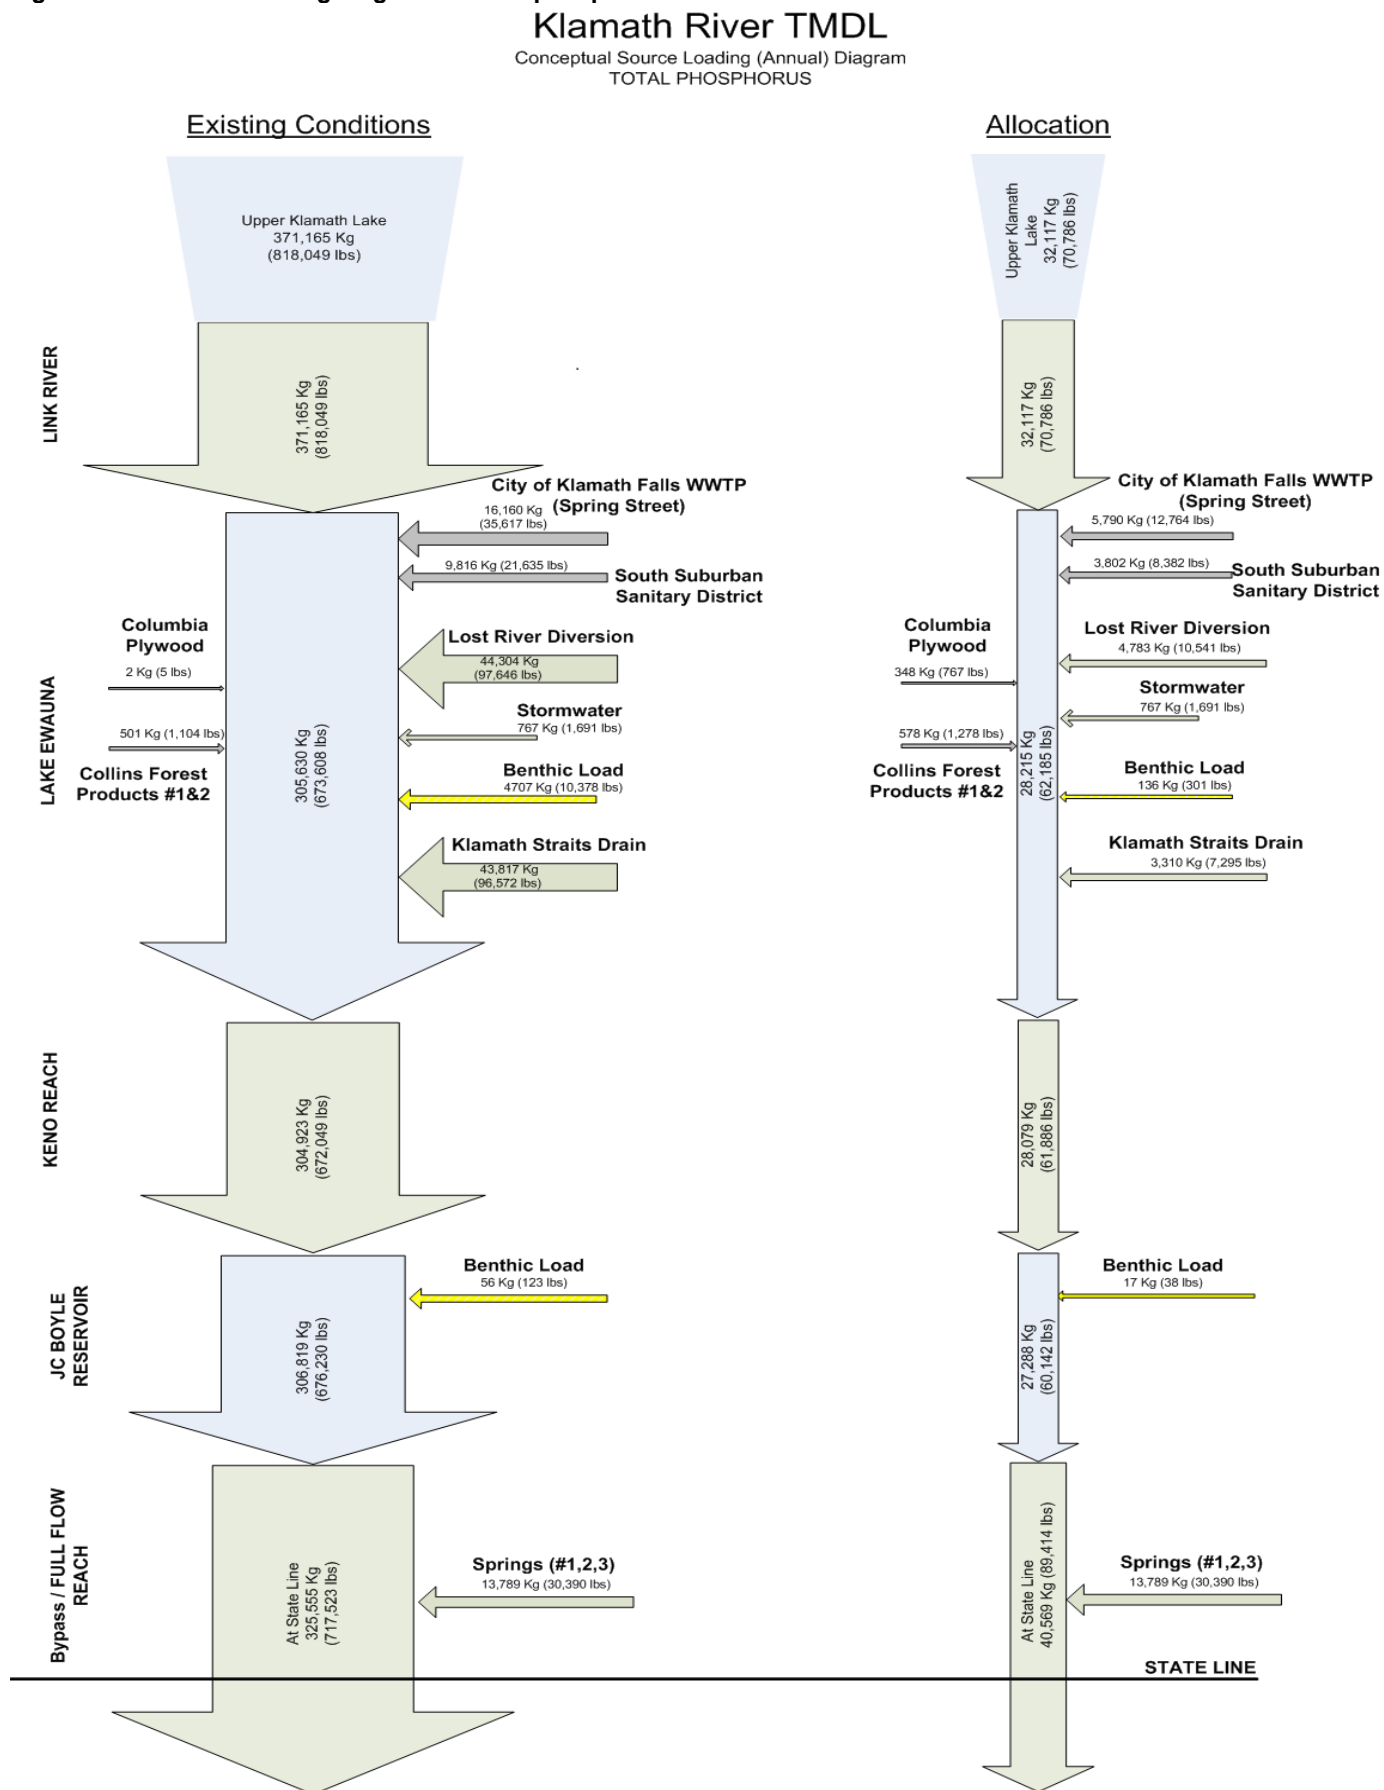 Klamath River TMDL
Conceptual Source Loading (Annual) Diagram
TOTAL PHOSPHORUS
Existing Conditions
Upper Klamath Lake
371,165 Kg
(818,049 lbs)
LINK RIVER
371,165 Kg
(818,049 lbs)
City of Klamath Falls WWTP
(Spring Street)
16,160 Kg
(35,617 lbs)
9,816 Kg (21,635 lbs)
South Suburban
Sanitary District
Columbia
Plywood
2 Kg (5 lbs)
Lost River Diversion
44,304 Kg
(97,646 lbs)
LAKE EWAUNA
305,630 Kg
(673,608 lbs)
Stormwater
767 Kg (1,691 lbs)
501 Kg (1,104 lbs)
Collins Forest
Products #1&2
Benthic Load
4707 Kg (10,378 lbs)
Klamath Straits Drain
43,817 Kg
(96,572 lbs)
KENO REACH
304,923 Kg
(672,049 lbs)
JC BOYLE
RESERVOIR
306,819 Kg
(676,230 lbs)
Benthic Load
56 Kg (123 lbs)
Bypass / FULL FLOW
REACH
At State Line
325,555 Kg
(717,523 lbs)
Springs (#1,2,3)
13,789 Kg (30,390 lbs)
Allocation
Upper Klamath
Lake
32,117 Kg
(70,786 lbs)
32,117 Kg
(70,786 lbs)
City of Klamath Falls WWTP
(Spring Street)
5,790 Kg (12,764 lbs)
3,802 Kg (8,382 lbs)
South Suburban
Sanitary District
Columbia
Plywood
348 Kg (767 lbs)
Lost River Diversion
4,783 Kg (10,541 lbs)
Stormwater
767 Kg (1,691 lbs)
578 Kg (1,278 lbs)
Collins Forest
Products #1&2
28,215 Kg
(62,185 lbs)
Benthic Load
136 Kg (301 lbs)
Klamath Straits Drain
3,310 Kg (7,295 lbs)
28,079 Kg
(61,886 lbs)
Benthic Load
17 Kg (38 lbs)
27,288 Kg
(60,142 lbs)
At State Line
40,569 Kg (89,414 lbs)
Springs (#1,2,3)
13,789 Kg (30,390 lbs)
STATE LINE